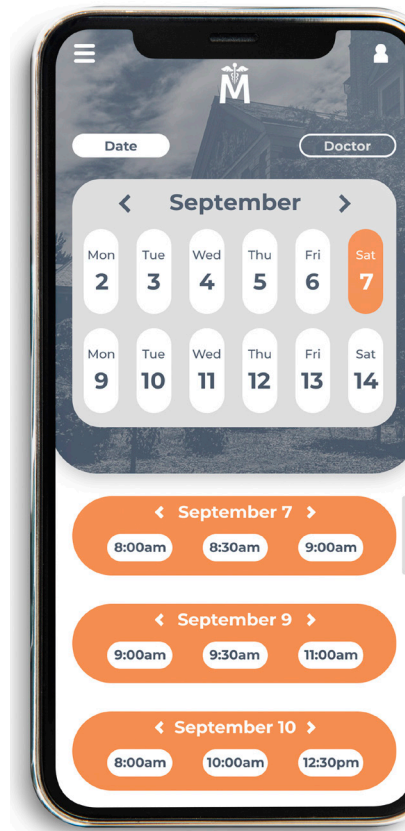 M
Date Doctor
September
Mon Tue Wed Thu Fri Sat
2 3 4 5 6 7
Mon Tue Wed Thu Fri Sat
9 10 11 12 13 14
September 7
8:00am 8:30am 9:00am
September 9
9:00am 9:30am 11:00am
September 10
8:00am 10:00am 12:30pm